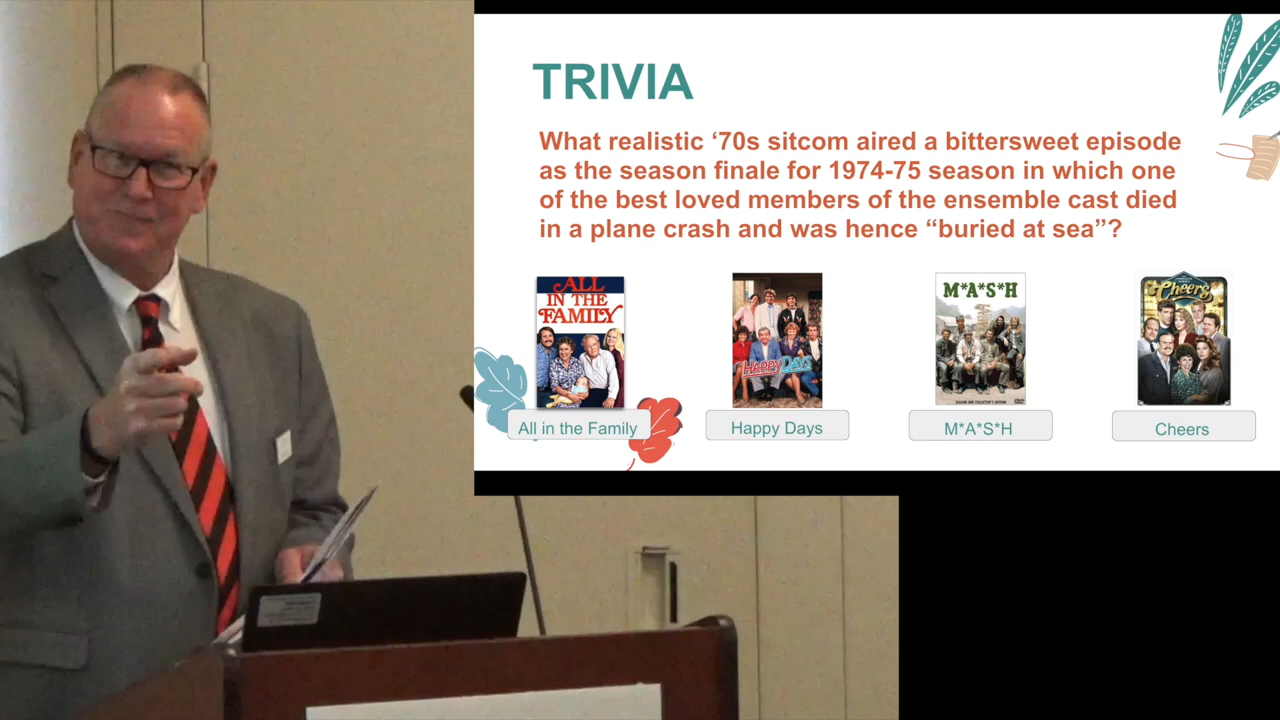 TRIVIA
What realistic ‘70s sitcom aired a bittersweet episode
as the season finale for 1974-75 season in which one
of the best loved members of the ensemble cast died
in a plane crash and was hence “buried at sea”?
ALL
IN THE
FAMILY
HAPPY DAYS
M*A*S*H
Cheers
All in the Family
Happy Days
M*A*S*H
Cheers